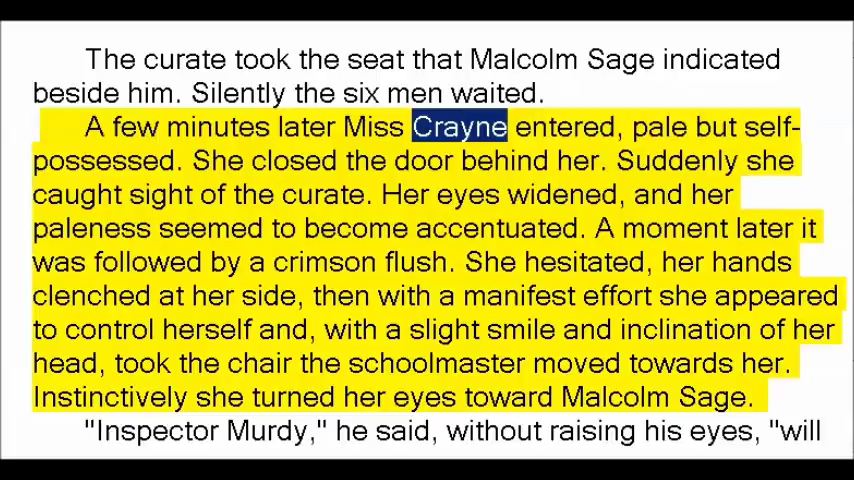 The curate took the seat that Malcolm Sage indicated
beside him. Silently the six men waited.
A few minutes later Miss Crayne entered, pale but self-
possessed. She closed the door behind her. Suddenly she
caught sight of the curate. Her eyes widened, and her
paleness seemed to become accentuated. A moment later it
was followed by a crimson flush. She hesitated, her hands
clenched at her side, then with a manifest effort she appeared
to control herself and, with a slight smile and inclination of her
head, took the chair the schoolmaster moved towards her.
Instinctively she turned her eyes toward Malcolm Sage.
"Inspector Murdy," he said, without raising his eyes, "will